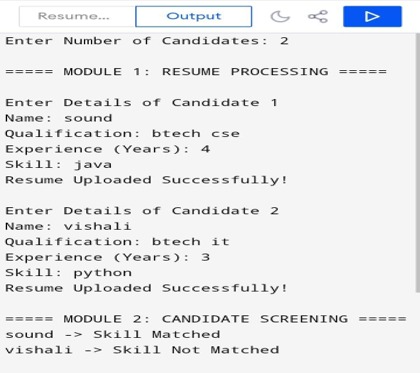 Resume...
Output
Enter Number of Candidates: 2
===== MODULE 1: RESUME PROCESSING =====
Enter Details of Candidate 1
Name: sound
Qualification: btech cse
Experience (Years): 4
Skill: java
Resume Uploaded Successfully!
Enter Details of Candidate 2
Name: vishali
Qualification: btech it
Experience (Years): 3
Skill: python
Resume Uploaded Successfully!
===== MODULE 2: CANDIDATE SCREENING =====
sound -> Skill Matched
vishali -> Skill Not Matched